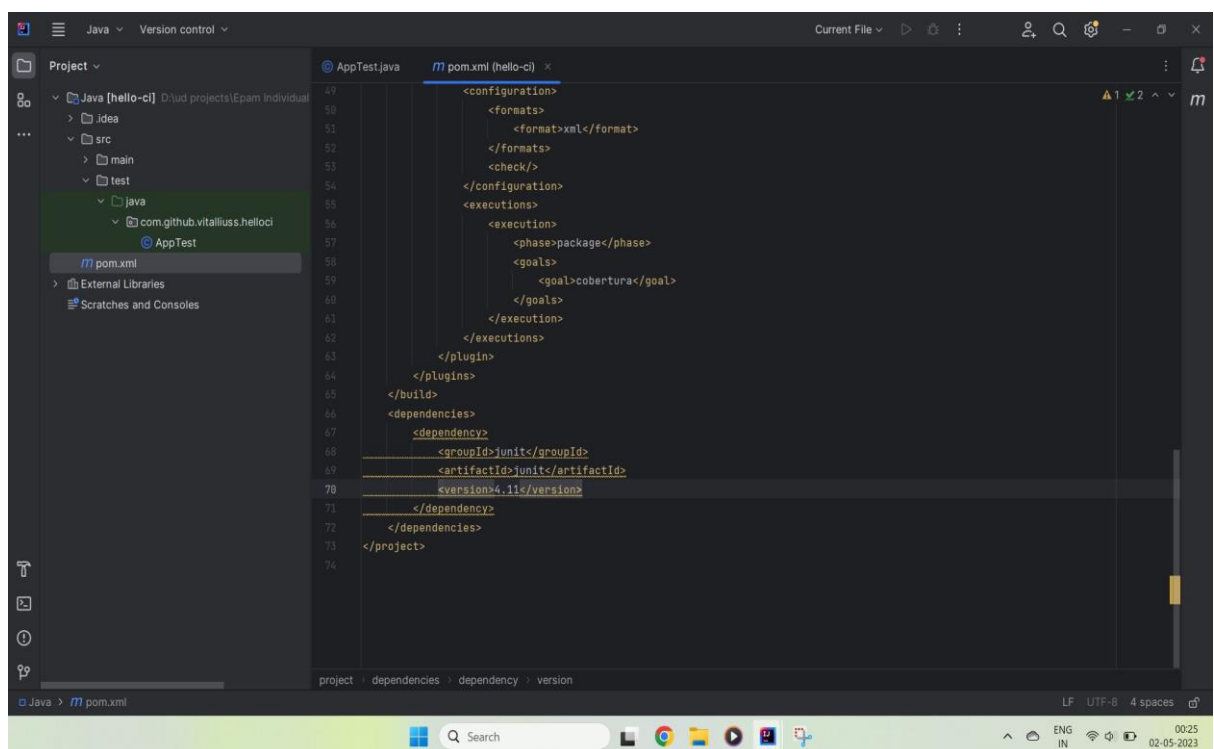 Java
Version control
Current File
Project
AppTest.java
pom.xml (hello-ci)
Java [hello-ci] D:\ud projects\Epam Individual
.idea
src
main
test
java
com.github.vitalliuss.helloci
AppTest
pom.xml
External Libraries
Scratches and Consoles
1 2
49 <configuration>
50 <formats>
51 <format>xml</format>
52 </formats>
53 <check/>
54 </configuration>
55 <executions>
56 <execution>
57 <phase>package</phase>
58 <goals>
59 <goal>cobertura</goal>
60 </goals>
61 </execution>
62 </executions>
63 </plugin>
64 </plugins>
65 </build>
66 <dependencies>
67 <dependency>
68 <groupId>junit</groupId>
69 <artifactId>junit</artifactId>
70 <version>4.11</version>
71 </dependency>
72 </dependencies>
73 </project>
74
project > dependencies > dependency > version
Java > pom.xml
LF UTF-8 4 spaces
Search
ENG
IN
00:25
02-05-2023